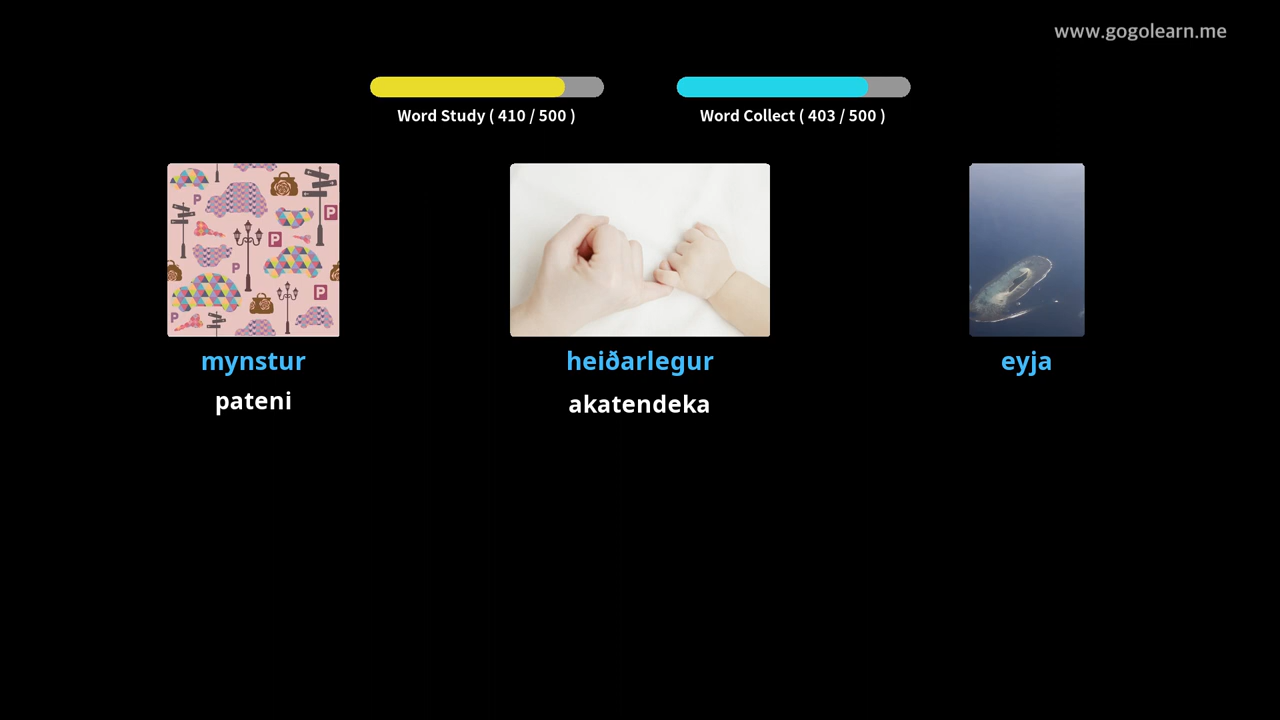 www.gogolearn.me
Word Study ( 410 / 500 )
Word Collect ( 403 / 500 )
P
P
P
P
P
P
mynstur
heiðarlegur
eyja
pateni
akatendeka